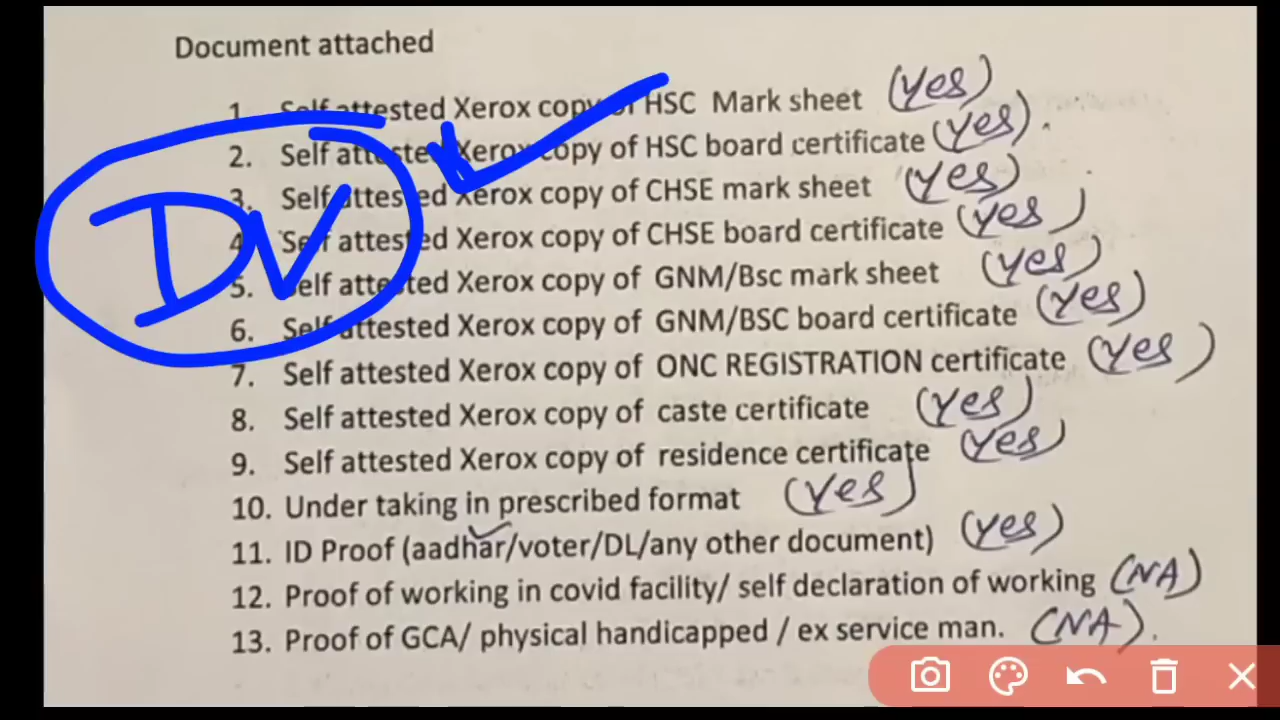 Document attached
1. Self attested Xerox copy of HSC Mark sheet (Yes)
2. Self attested Xerox copy of HSC board certificate (Yes).
3. Self attested Xerox copy of CHSE mark sheet (Yes)
4. Self attested Xerox copy of CHSE board certificate (Yes)
DV
5. Self attested Xerox copy of GNM/Bsc mark sheet (Yes)
6. Self attested Xerox copy of GNM/BSC board certificate (Yes)
7. Self attested Xerox copy of ONC REGISTRATION certificate (Yes)
8. Self attested Xerox copy of caste certificate (Yes)
9. Self attested Xerox copy of residence certificate (Yes)
10. Under taking in prescribed format (Yes)
11. ID Proof (aadhar/voter/DL/any other document) (Yes)
12. Proof of working in covid facility/ self declaration of working (NA)
13. Proof of GCA/ physical handicapped / ex service man. (NA).